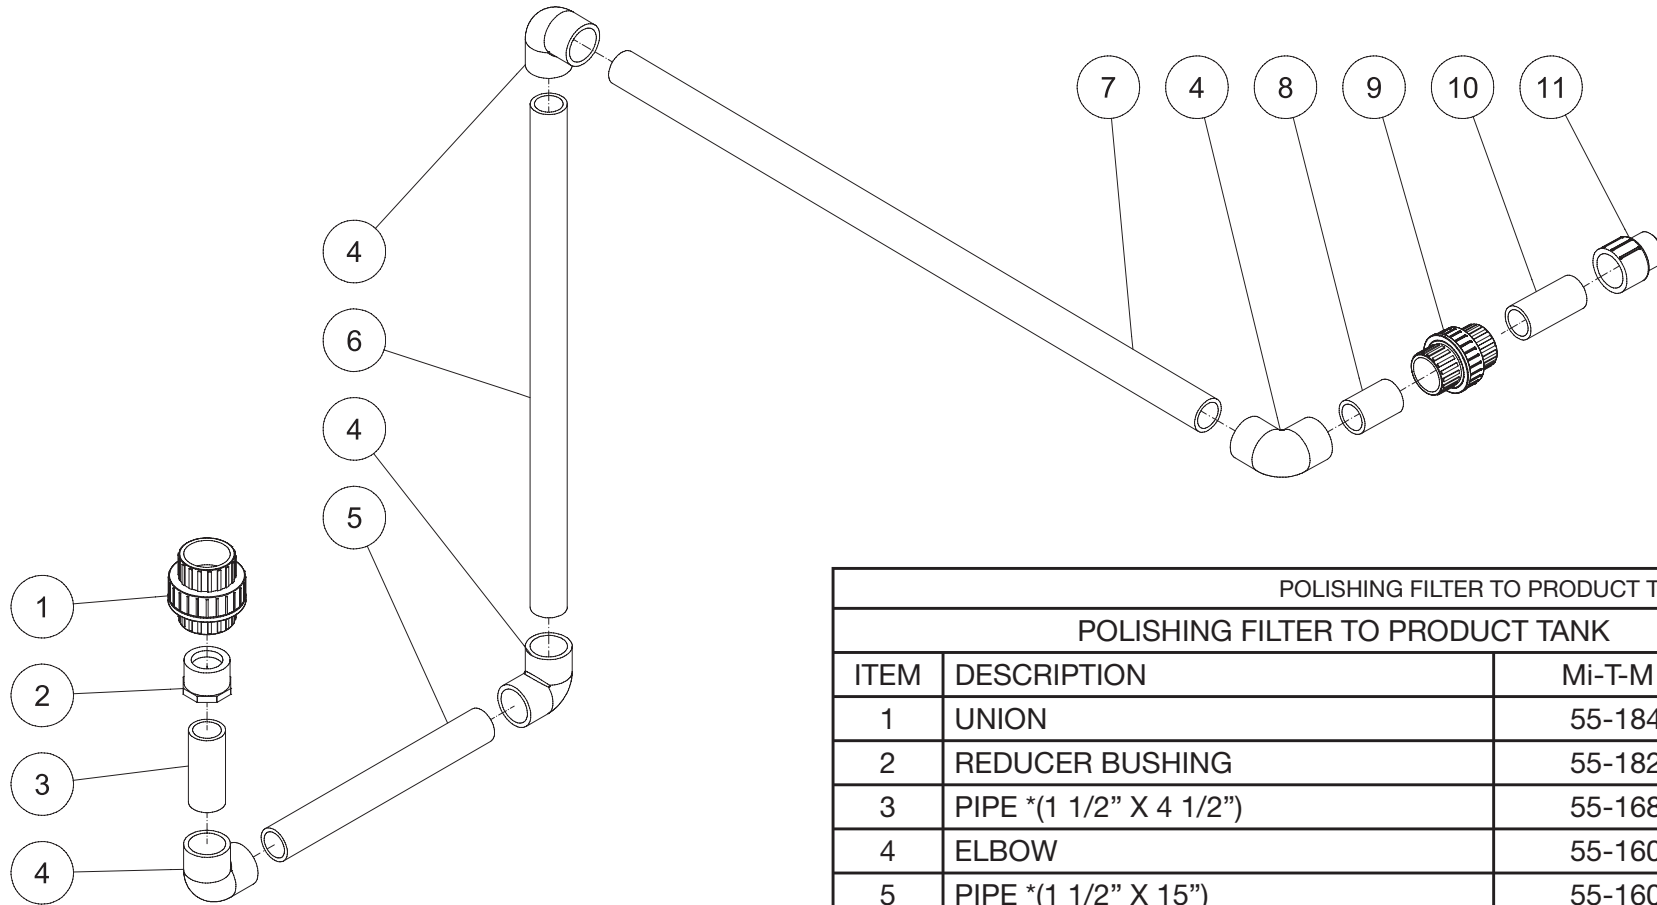 7 4 8 9 10 11
4
6
4
5
1
2
3
4
POLISHING FILTER TO PRODUCT T
POLISHING FILTER TO PRODUCT TANK
ITEM DESCRIPTION Mi-T-M
1 UNION 55-184
2 REDUCER BUSHING 55-182
3 PIPE *(1 1/2” X 4 1/2”) 55-168
4 ELBOW 55-160
5 PIPE *(1 1/2” X 15”) 55-160